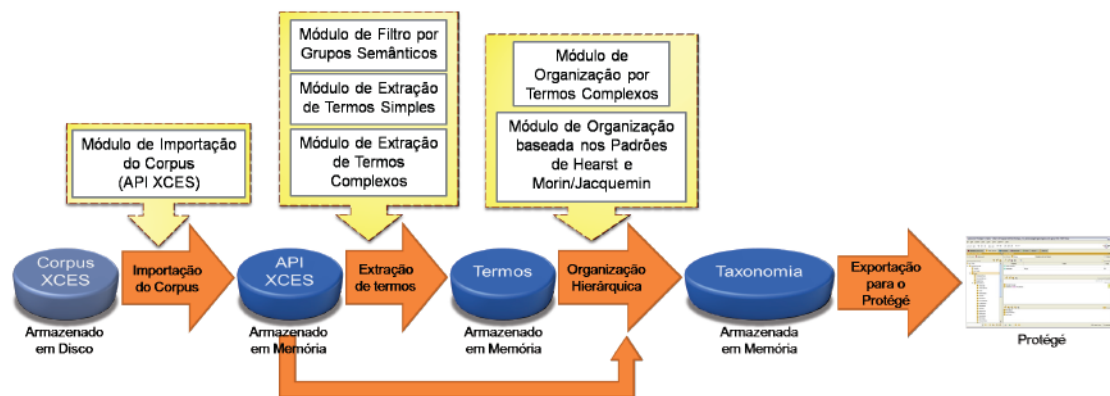 Módulo de Filtro por
Grupos Semânticos
Módulo de Extração
de Termos Simples
Módulo de Extração
de Termos
Complexos
Módulo de
Organização por
Termos Complexos
Módulo de Organização
baseada nos Padrões
de Hearst e
Morin/Jacquemin
Módulo de Importação
do Corpus
(API XCES)
Corpus
XCES
Importação
do Corpus
API
XCES
Extração
de termos
Termos
Organização
Hierárquica
Taxonomia
Exportação
para o
Protégé
Armazenado
em Disco
Armazenado
em Memória
Armazenado
em Memória
Armazenada
em Memória
Protégé